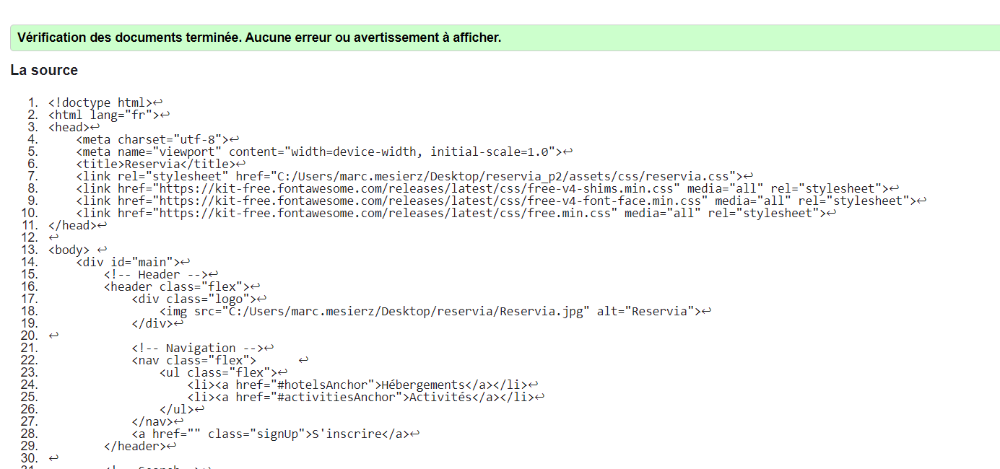 Vérification des documents terminée. Aucune erreur ou avertissement à afficher.
La source
1. <!doctype html>↩
2. <html lang="fr">↩
3. <head>↩
4. <meta charset="utf-8">↩
5. <meta name="viewport" content="width=device-width, initial-scale=1.0">↩
6. <title>Reservia</title>↩
7. <link rel="stylesheet" href="C:/Users/marc.mesierz/Desktop/reservia_p2/assets/css/reservia.css">↩
8. <link href="https://kit-free.fontawesome.com/releases/latest/css/free-v4-shims.min.css" media="all" rel="stylesheet">↩
9. <link href="https://kit-free.fontawesome.com/releases/latest/css/free-v4-font-face.min.css" media="all" rel="stylesheet">↩
10. <link href="https://kit-free.fontawesome.com/releases/latest/css/free.min.css" media="all" rel="stylesheet">↩
11. </head>↩
12. ↩
13. <body> ↩
14. <div id="main">↩
15. <!-- Header -->↩
16. <header class="flex">↩
17. <div class="logo">↩
18. <img src="C:/Users/marc.mesierz/Desktop/reservia/Reservia.jpg" alt="Reservia">↩
19. </div>↩
20. ↩
21. <!-- Navigation -->↩
22. <nav class="flex"> ↩
23. <ul class="flex">↩
24. <li><a href="#hotelsAnchor">Hébergements</a></li>↩
25. <li><a href="#activitiesAnchor">Activités</a></li>↩
26. </ul>↩
27. </nav>↩
28. <a href="" class="signUp">S'inscrire</a>↩
29. </header>↩
30. ↩